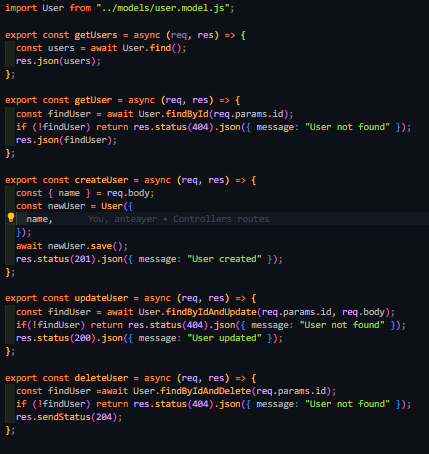 import User from "../models/user.model.js";
export const getUsers = async (req, res) => {
const users = await User.find();
res.json(users);
};
export const getUser = async (req, res) => {
const findUser = await User.findById(req.params.id);
if (!findUser) return res.status(404).json({ message: "User not found" });
res.json(findUser);
};
export const createUser = async (req, res) => {
const { name } = req.body;
const newUser = User({
name, You, anteayer • Controllers routes
});
await newUser.save();
res.status(201).json({ message: "User created" });
};
export const updateUser = async (req, res) => {
const findUser = await User.findByIdAndUpdate(req.params.id, req.body);
if(!findUser) return res.status(404).json({ message: "User not found" });
res.status(200).json({ message: "User updated" });
};
export const deleteUser = async (req, res) => {
const findUser =await User.findByIdAndDelete(req.params.id);
if (!findUser) return res.status(404).json({ message: "User not found" });
res.sendStatus(204);
};